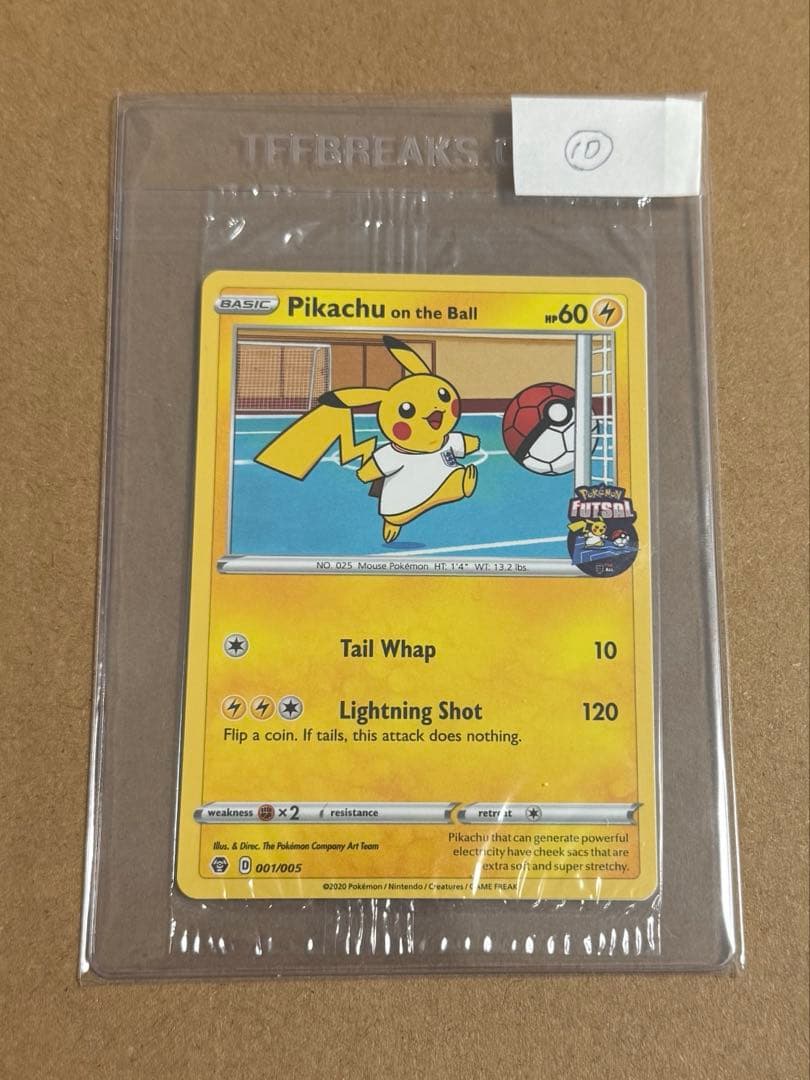 TFFBREAKS.C
10
BASIC Pikachu on the Ball HP60
POKéMON
FUTSAL
NO. 025 Mouse Pokémon HT: 1'4" WT: 13.2 lbs.
Tail Whap 10
Lightning Shot 120
Flip a coin. If tails, this attack does nothing.
weakness ×2 resistance retreat
Illus. & Direc. The Pokémon Company Art Team
Pikachu that can generate powerful
electricity have cheek sacs that are
extra soft and super stretchy.
D 001/005
©2020 Pokémon / Nintendo / Creatures / GAME FREAK